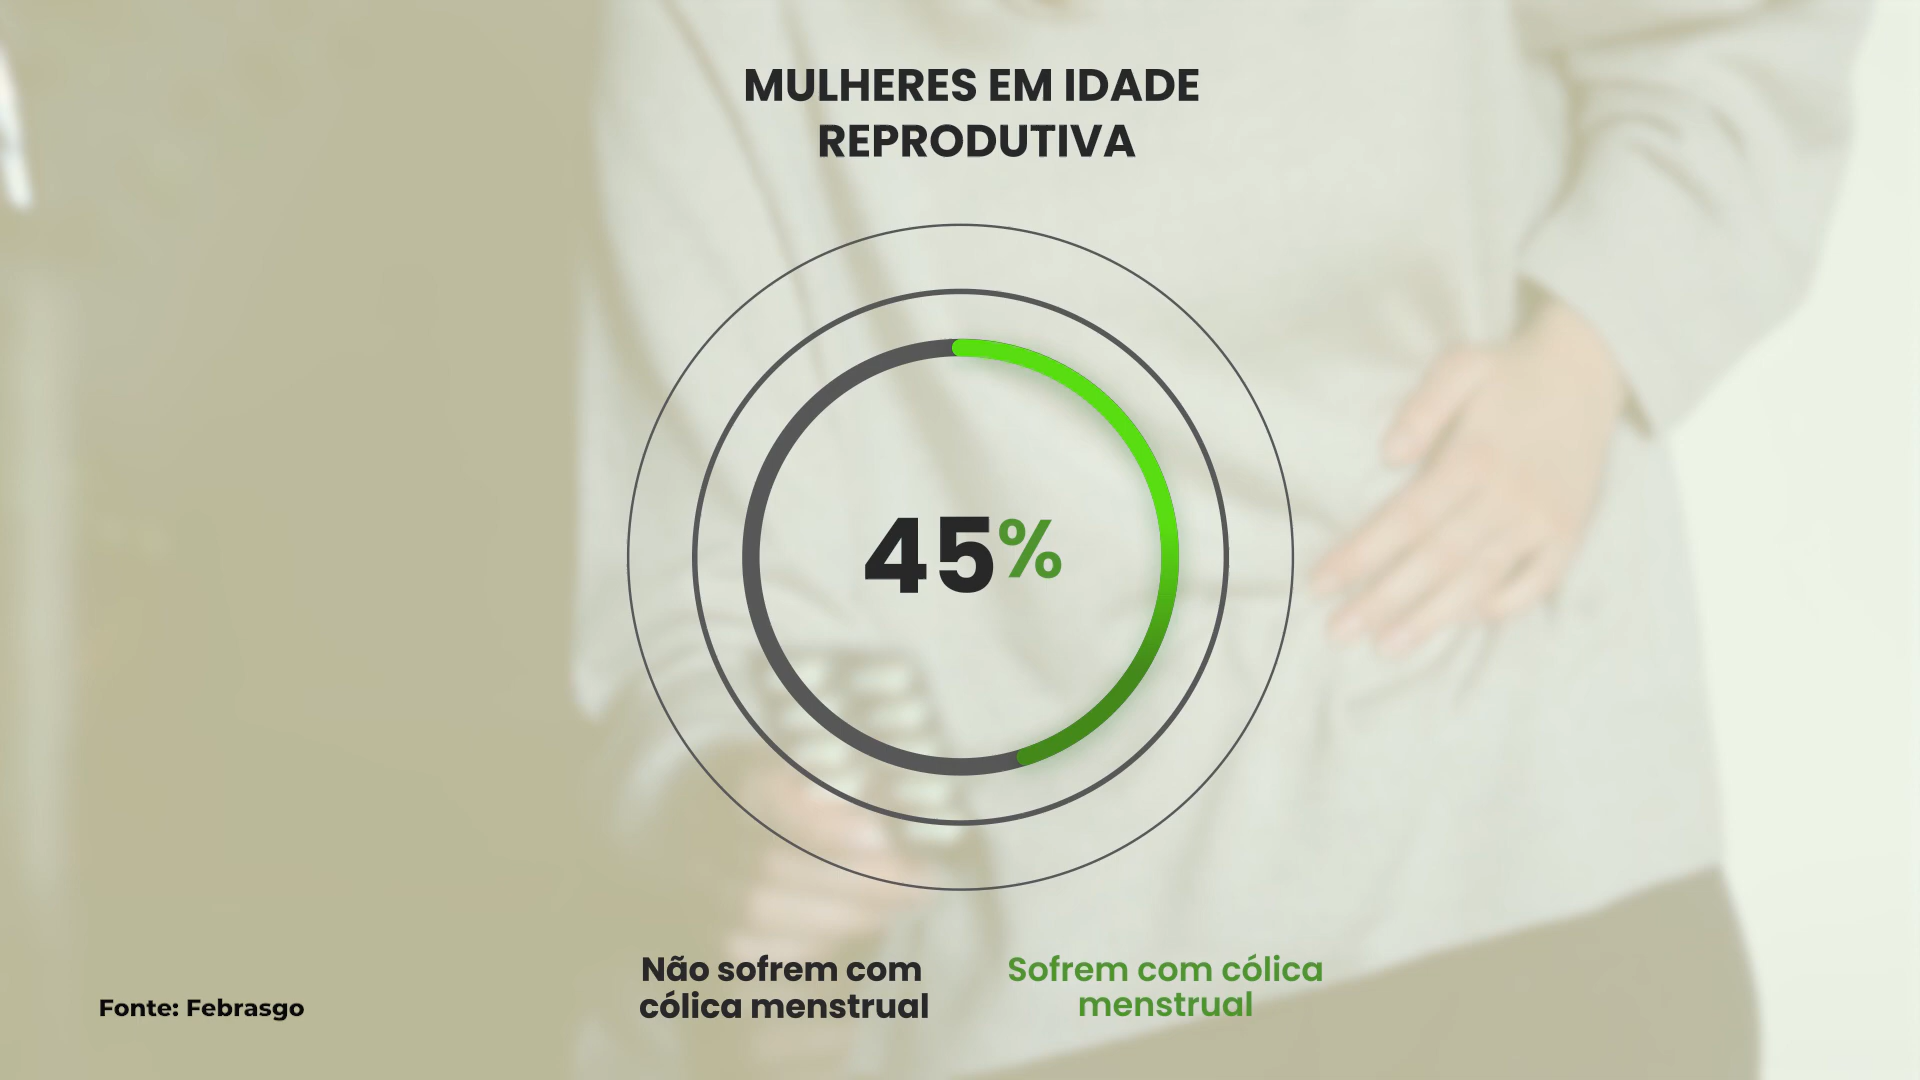 MULHERES EM IDADE
REPRODUTIVA
45%
Não sofrem com
cólica menstrual
Sofrem com cólica
menstrual
Fonte: Febrasgo